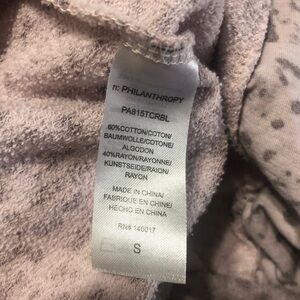 n: PHILANTHROPY
PA815TCRBL
60%COTTON/COTON/
BAUMWOLLE/COTONE/
ALGODON
40%RAYON/RAYONNE/
KUNSTSEIDE/RAION/
RAYON
MADE IN CHINA/
FABRIQUE EN CHINE/
HECHO EN CHINA
RN# 140017
S